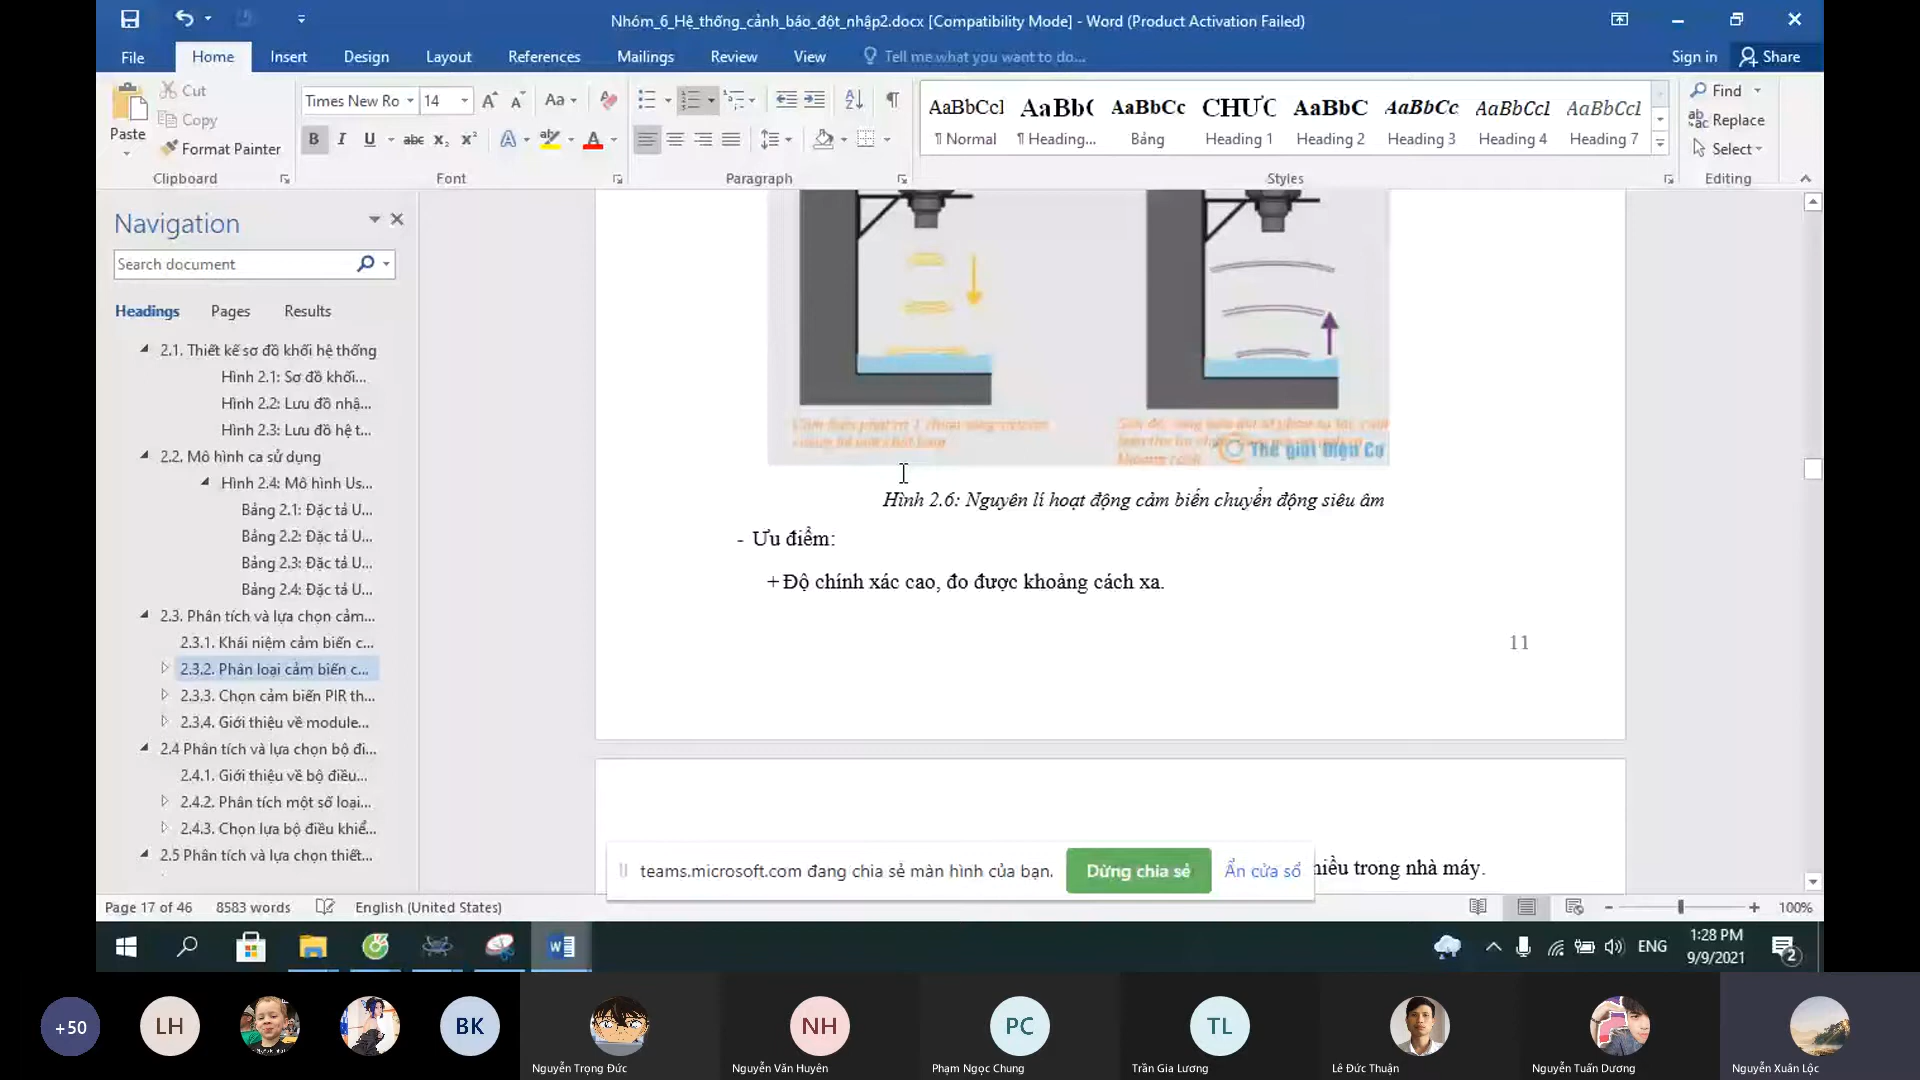 Nhóm_6_Hệ_thống_cảnh_báo_đột_nhập2.docx [Compatibility Mode] - Word (Product Activation Failed)
File Home Insert Design Layout References Mailings Review View Tell me what you want to do... Sign in Share
Paste Cut Copy Format Painter
Times New Ro 14
AaBbCcI AaBb( AaBbCc CHƯC AaBbC AaBbCc AaBbCcI AaBbCcl
¶ Normal ¶ Heading... Bảng Heading 1 Heading 2 Heading 3 Heading 4 Heading 7
Find Replace Select
Clipboard Font Paragraph Styles Editing
Navigation
Search document
Headings Pages Results
2.1. Thiết kế sơ đồ khối hệ thống
Hình 2.1: Sơ đồ khối...
Hình 2.2: Lưu đồ nhậ...
Hình 2.3: Lưu đồ hệ t...
2.2. Mô hình ca sử dụng
Hình 2.4: Mô hình Us...
Bảng 2.1: Đặc tả U...
Bảng 2.2: Đặc tả U...
Bảng 2.3: Đặc tả U...
Bảng 2.4: Đặc tả U...
2.3. Phân tích và lựa chọn cảm...
2.3.1. Khái niệm cảm biến c...
2.3.2. Phân loại cảm biến c...
2.3.3. Chọn cảm biến PIR th...
2.3.4. Giới thiệu về module...
2.4 Phân tích và lựa chọn bộ đi...
2.4.1. Giới thiệu về bộ điều...
2.4.2. Phân tích một số loại...
2.4.3. Chọn lựa bộ điều khiể...
2.5 Phân tích và lựa chọn thiết...
Thế giới Điện Cơ
Hình 2.6: Nguyên lí hoạt động cảm biến chuyển động siêu âm
- Ưu điểm:
+ Độ chính xác cao, đo được khoảng cách xa.
11
hiều trong nhà máy.
teams.microsoft.com đang chia sẻ màn hình của bạn. Dừng chia sẻ Ẩn cửa sổ
Page 17 of 46 8583 words English (United States) 100%
ENG 1:28 PM
9/9/2021 2
+50 LH BK NH PC TL
Nguyễn Trọng Đức Nguyễn Văn Huyên Phạm Ngọc Chung Trần Gia Lương Lê Đức Thuận Nguyễn Tuấn Dương Nguyễn Xuân Lộc